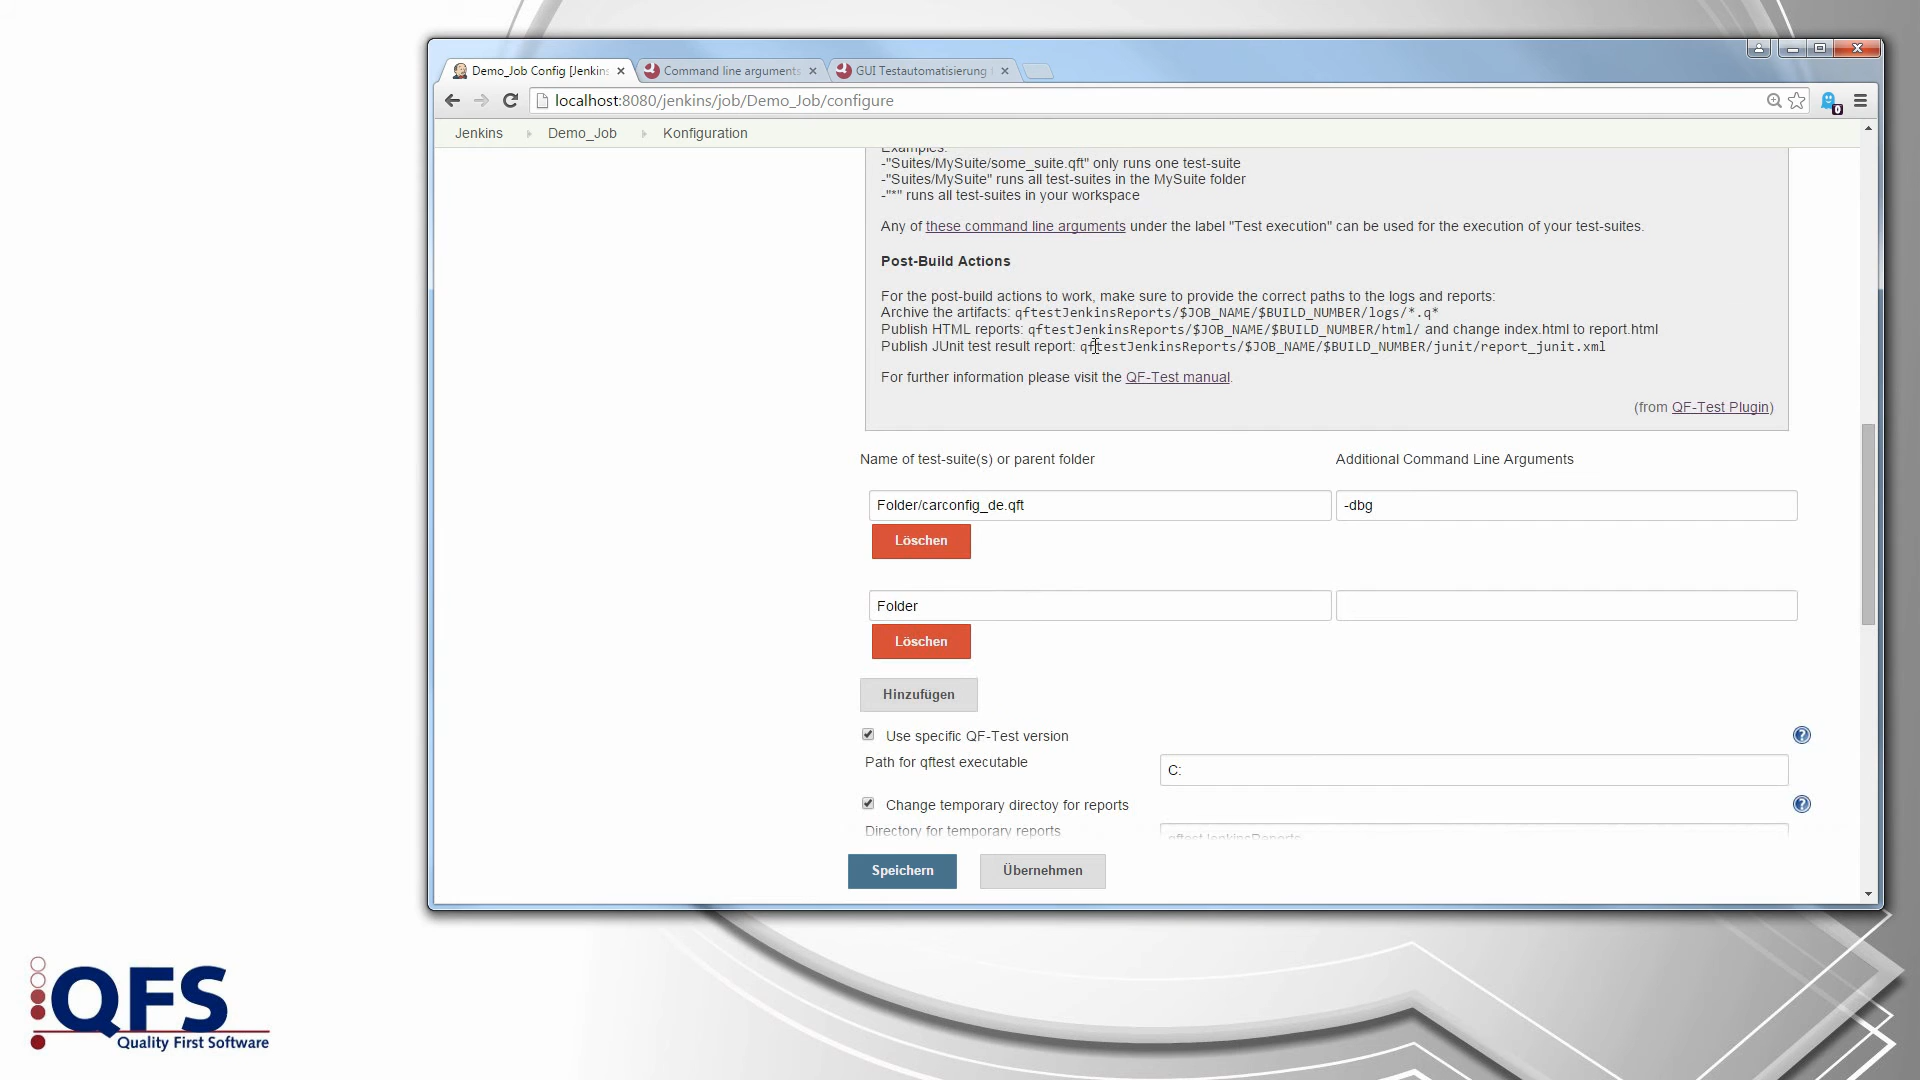 Demo_Job Config [Jenkins
Command line arguments
GUI Testautomatisierung
localhost:8080/jenkins/job/Demo_Job/configure
0
Jenkins
Demo_Job
Konfiguration
Examples:
-"Suites/MySuite/some_suite.qft" only runs one test-suite
-"Suites/MySuite" runs all test-suites in the MySuite folder
-"*" runs all test-suites in your workspace
Any of these command line arguments under the label "Test execution" can be used for the execution of your test-suites.
Post-Build Actions
For the post-build actions to work, make sure to provide the correct paths to the logs and reports:
Archive the artifacts: qftestJenkinsReports/$JOB_NAME/$BUILD_NUMBER/logs/*.q*
Publish HTML reports: qftestJenkinsReports/$JOB_NAME/$BUILD_NUMBER/html/ and change index.html to report.html
Publish JUnit test result report: qftestJenkinsReports/$JOB_NAME/$BUILD_NUMBER/junit/report_junit.xml
For further information please visit the QF-Test manual.
(from QF-Test Plugin)
Name of test-suite(s) or parent folder
Additional Command Line Arguments
Folder/carconfig_de.qft
-dbg
Löschen
Folder
Löschen
Hinzufügen
Use specific QF-Test version
Path for qftest executable
C:
Change temporary directoy for reports
Directory for temporary reports
qftestJenkinsReports
Speichern
Übernehmen
QFS
Quality First Software